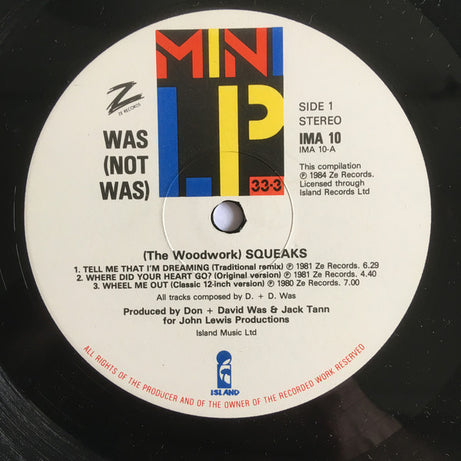 MINI
LP
33·3
Z
ZE RECORDS
WAS
(NOT
WAS)
SIDE 1
STEREO
IMA 10
IMA 10-A
This compilation
℗ 1984 Ze Records.
Licensed through
Island Records Ltd
(The Woodwork) SQUEAKS
1. TELL ME THAT I'M DREAMING (Traditional remix) ℗ 1981 Ze Records. 6.29
2. WHERE DID YOUR HEART GO? (Original version) ℗ 1981 Ze Records. 4.40
3. WHEEL ME OUT (Classic 12-inch version) ℗ 1980 Ze Records. 7.00
All tracks composed by D. + D. Was
Produced by Don + David Was & Jack Tann
for John Lewis Productions
Island Music Ltd
ISLAND
ALL RIGHTS OF THE PRODUCER AND OF THE OWNER OF THE RECORDED WORK RESERVED